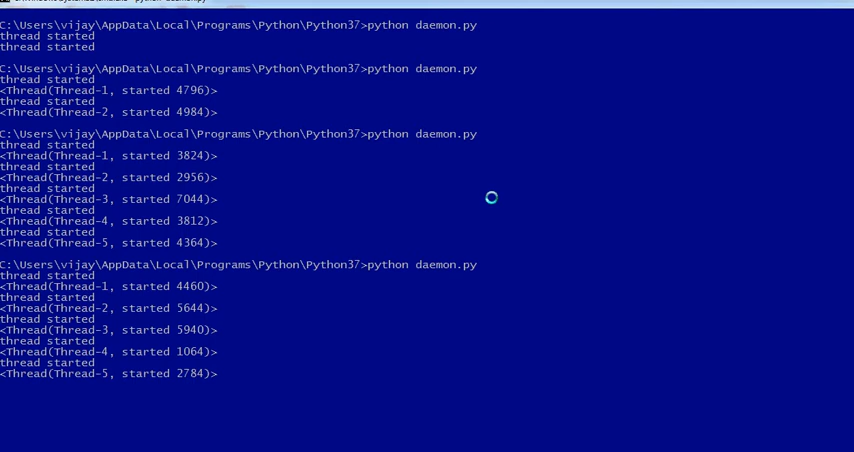 C:\Users\vijay\AppData\Local\Programs\Python\Python37>python daemon.py
thread started
thread started
C:\Users\vijay\AppData\Local\Programs\Python\Python37>python daemon.py
thread started
<Thread(Thread-1, started 4796)>
thread started
<Thread(Thread-2, started 4984)>
C:\Users\vijay\AppData\Local\Programs\Python\Python37>python daemon.py
thread started
<Thread(Thread-1, started 3824)>
thread started
<Thread(Thread-2, started 2956)>
thread started
<Thread(Thread-3, started 7044)>
thread started
<Thread(Thread-4, started 3812)>
thread started
<Thread(Thread-5, started 4364)>
C:\Users\vijay\AppData\Local\Programs\Python\Python37>python daemon.py
thread started
<Thread(Thread-1, started 4460)>
thread started
<Thread(Thread-2, started 5644)>
thread started
<Thread(Thread-3, started 5940)>
thread started
<Thread(Thread-4, started 1064)>
thread started
<Thread(Thread-5, started 2784)>